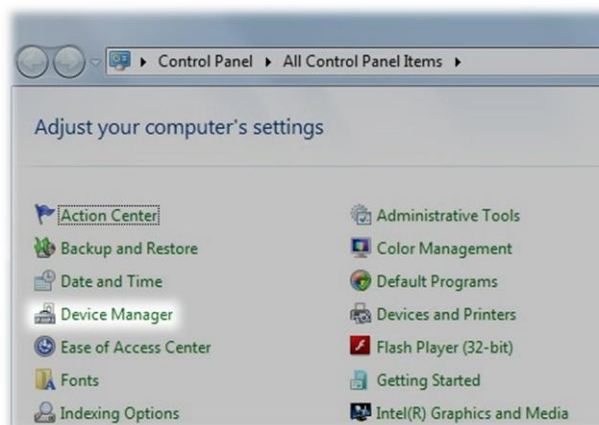 Control Panel All Control Panel Items
Adjust your computer's settings
Action Center
Backup and Restore
Date and Time
Device Manager
Ease of Access Center
Fonts
Indexing Options
Administrative Tools
Color Management
Default Programs
Devices and Printers
Flash Player (32-bit)
Getting Started
Intel(R) Graphics and Media